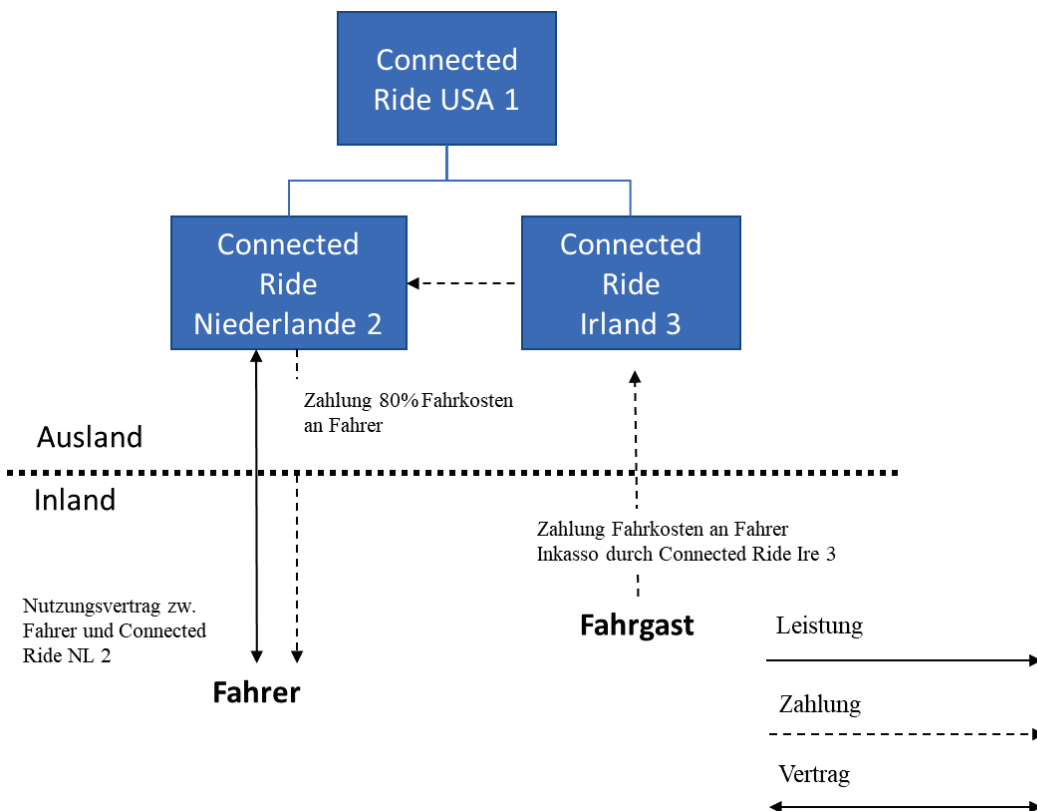 Connected
Ride USA 1
Connected
Ride
Niederlande 2
Connected
Ride
Irland 3
Zahlung 80% Fahrkosten
an Fahrer
Ausland
Inland
Zahlung Fahrkosten an Fahrer
Inkasso durch Connected Ride Ire 3
Nutzungsvertrag zw.
Fahrer und Connected
Ride NL 2
Fahrer
Fahrgast
Leistung
Zahlung
Vertrag